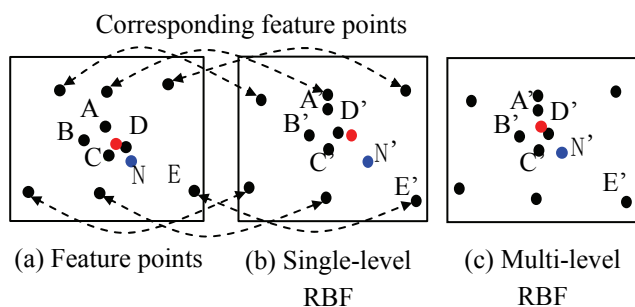 Corresponding feature points
A
B
C
D
N
E
A'
B'
C'
D'
N'
E'
A'
B'
C'
D'
N'
E'
(a) Feature points
(b) Single-level
RBF
(c) Multi-level
RBF